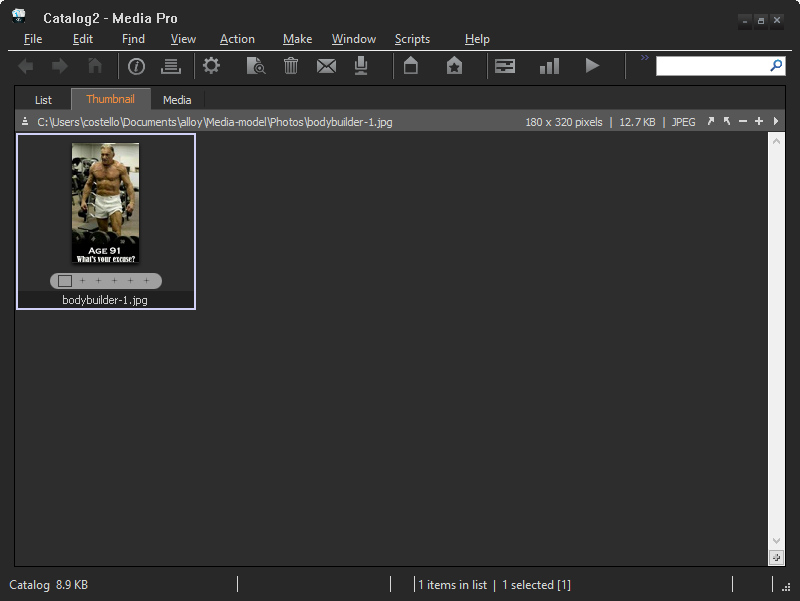 Catalog2 - Media Pro
File Edit Find View Action Make Window Scripts Help
List Thumbnail Media
C:\Users\costello\Documents\alloy\Media-model\Photos\bodybuilder-1.jpg 180 x 320 pixels | 12.7 KB | JPEG
AGE 91
What's your excuse?
bodybuilder-1.jpg
Catalog 8.9 KB 1 items in list | 1 selected [1]